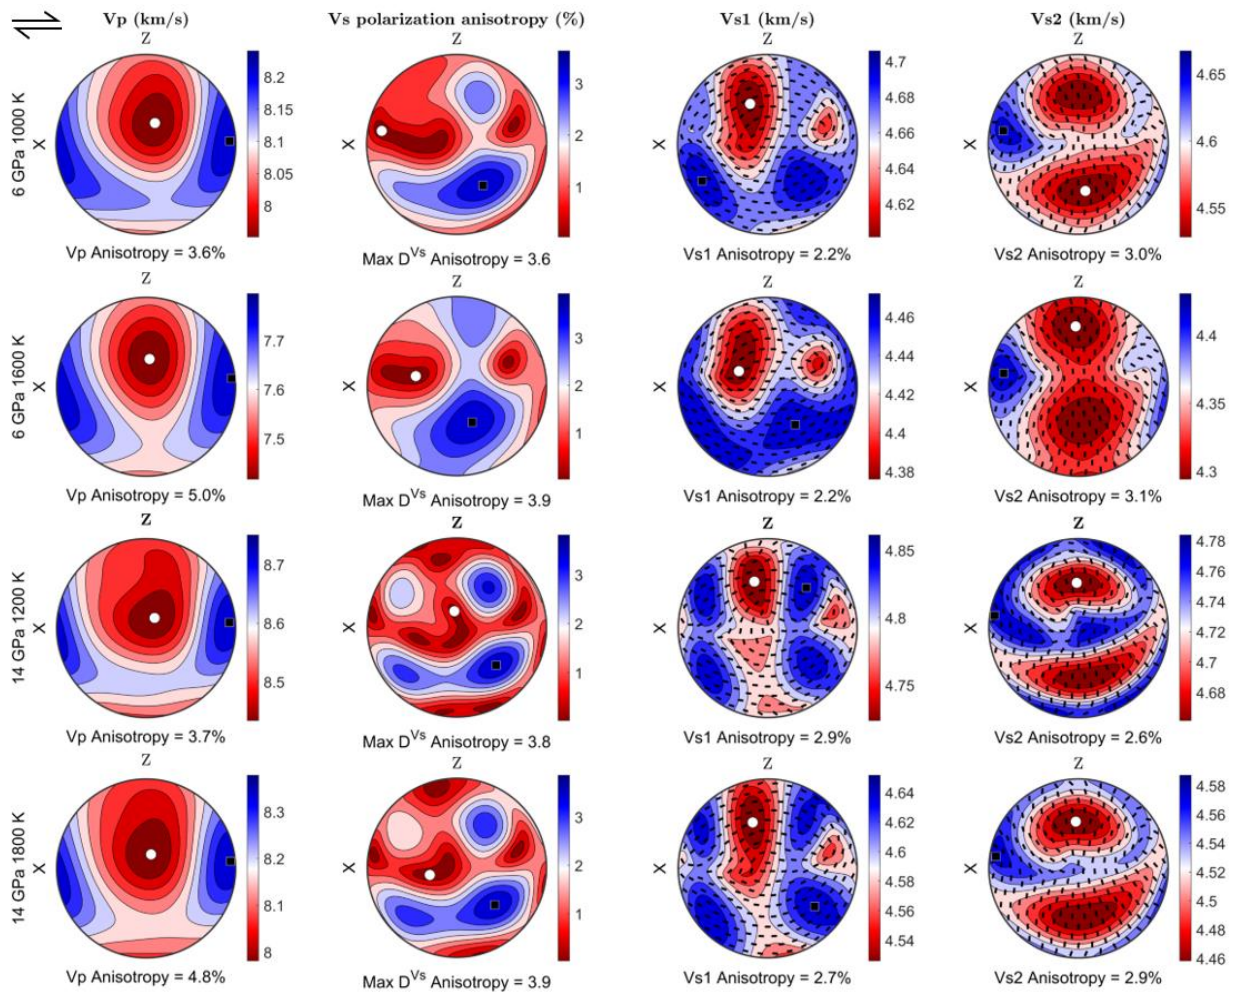 Vp (km/s) Vs polarization anisotropy (%) Vs1 (km/s) Vs2 (km/s)
Z Z Z Z
6 GPa 1000 K
X X X X
8.2 8.15 8.1 8.05 8
3 2 1
4.7 4.68 4.66 4.64 4.62
4.65 4.6 4.55
Vp Anisotropy = 3.6% Max D^Vs Anisotropy = 3.6 Vs1 Anisotropy = 2.2% Vs2 Anisotropy = 3.0%
Z Z Z Z
6 GPa 1600 K
X X X X
7.7 7.6 7.5
3 2 1
4.46 4.44 4.42 4.4 4.38
4.4 4.35 4.3
Vp Anisotropy = 5.0% Max D^Vs Anisotropy = 3.9 Vs1 Anisotropy = 2.2% Vs2 Anisotropy = 3.1%
Z Z Z Z
14 GPa 1200 K
X X X X
8.7 8.6 8.5
3 2 1
4.85 4.8 4.75
4.78 4.76 4.74 4.72 4.7 4.68
Vp Anisotropy = 3.7% Max D^Vs Anisotropy = 3.8 Vs1 Anisotropy = 2.9% Vs2 Anisotropy = 2.6%
Z Z Z Z
14 GPa 1800 K
X X X X
8.3 8.2 8.1 8
3 2 1
4.64 4.62 4.6 4.58 4.56 4.54
4.58 4.56 4.54 4.52 4.5 4.48 4.46
Vp Anisotropy = 4.8% Max D^Vs Anisotropy = 3.9 Vs1 Anisotropy = 2.7% Vs2 Anisotropy = 2.9%